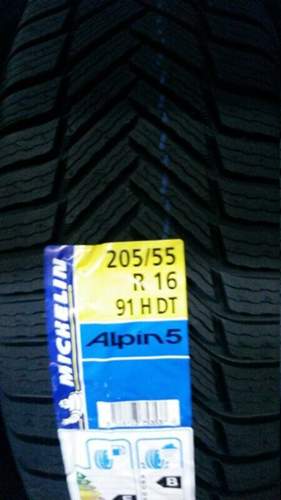 MICHELIN
205/55
R 16
91 H DT
Alpin 5
B